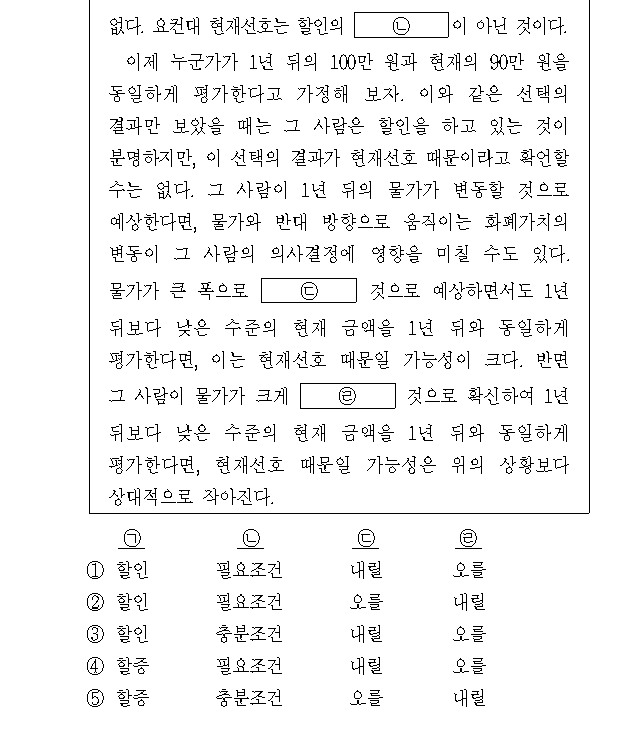 없다. 요컨대 현재선호는 할인의 ㉡ 이 아닌 것이다.
이제 누군가가 1년 뒤의 100만 원과 현재의 90만 원을
동일하게 평가한다고 가정해 보자. 이와 같은 선택의
결과만 보았을 때는 그 사람은 할인을 하고 있는 것이
분명하지만, 이 선택의 결과가 현재선호 때문이라고 확언할
수는 없다. 그 사람이 1년 뒤의 물가가 변동할 것으로
예상한다면, 물가와 반대 방향으로 움직이는 화폐가치의
변동이 그 사람의 의사결정에 영향을 미칠 수도 있다.
물가가 큰 폭으로 ㉢ 것으로 예상하면서도 1년
뒤보다 낮은 수준의 현재 금액을 1년 뒤와 동일하게
평가한다면, 이는 현재선호 때문일 가능성이 크다. 반면
그 사람이 물가가 크게 ㉣ 것으로 확신하여 1년
뒤보다 낮은 수준의 현재 금액을 1년 뒤와 동일하게
평가한다면, 현재선호 때문일 가능성은 위의 상황보다
상대적으로 작아진다.
㉠ ㉡ ㉢ ㉣
① 할인 필요조건 내릴 오를
② 할인 필요조건 오를 내릴
③ 할인 충분조건 내릴 오를
④ 할증 필요조건 내릴 오를
⑤ 할증 충분조건 오를 내릴